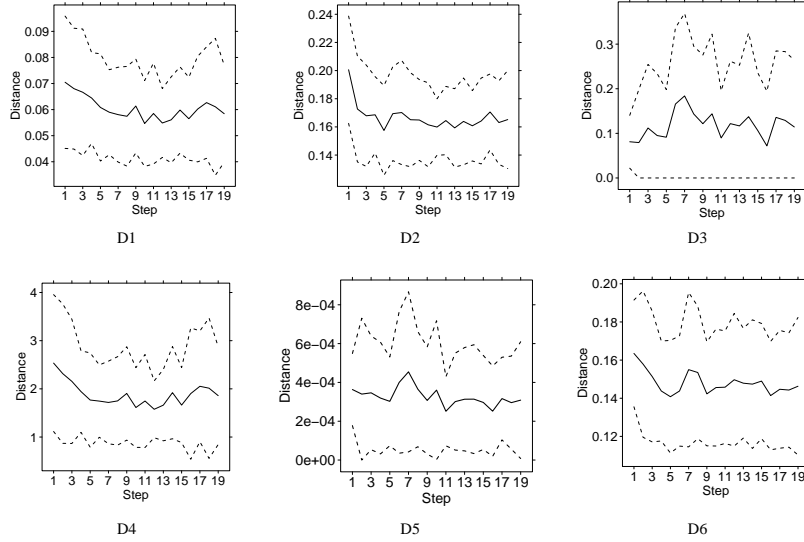 0.09
0.08
0.07
0.06
0.05
0.04
Distance
1 3 5 7 9 11 13 15 17 19
Step
D1
0.24
0.22
0.20
0.18
0.16
0.14
Distance
1 3 5 7 9 11 13 15 17 19
Step
D2
0.3
0.2
0.1
0.0
Distance
1 3 5 7 9 11 13 15 17 19
Step
D3
4
3
2
1
Distance
1 3 5 7 9 11 13 15 17 19
Step
D4
8e-04
6e-04
4e-04
2e-04
0e+00
Distance
1 3 5 7 9 11 13 15 17 19
Step
D5
0.20
0.18
0.16
0.14
0.12
Distance
1 3 5 7 9 11 13 15 17 19
Step
D6